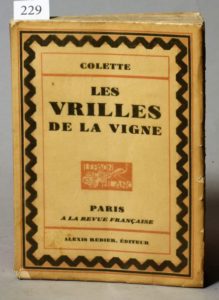 229
COLETTE
LES
VRILLES
DE LA VIGNE
PARIS
A LA REVUE FRANÇAISE
ALEXIS REDIER, ÉDITEUR